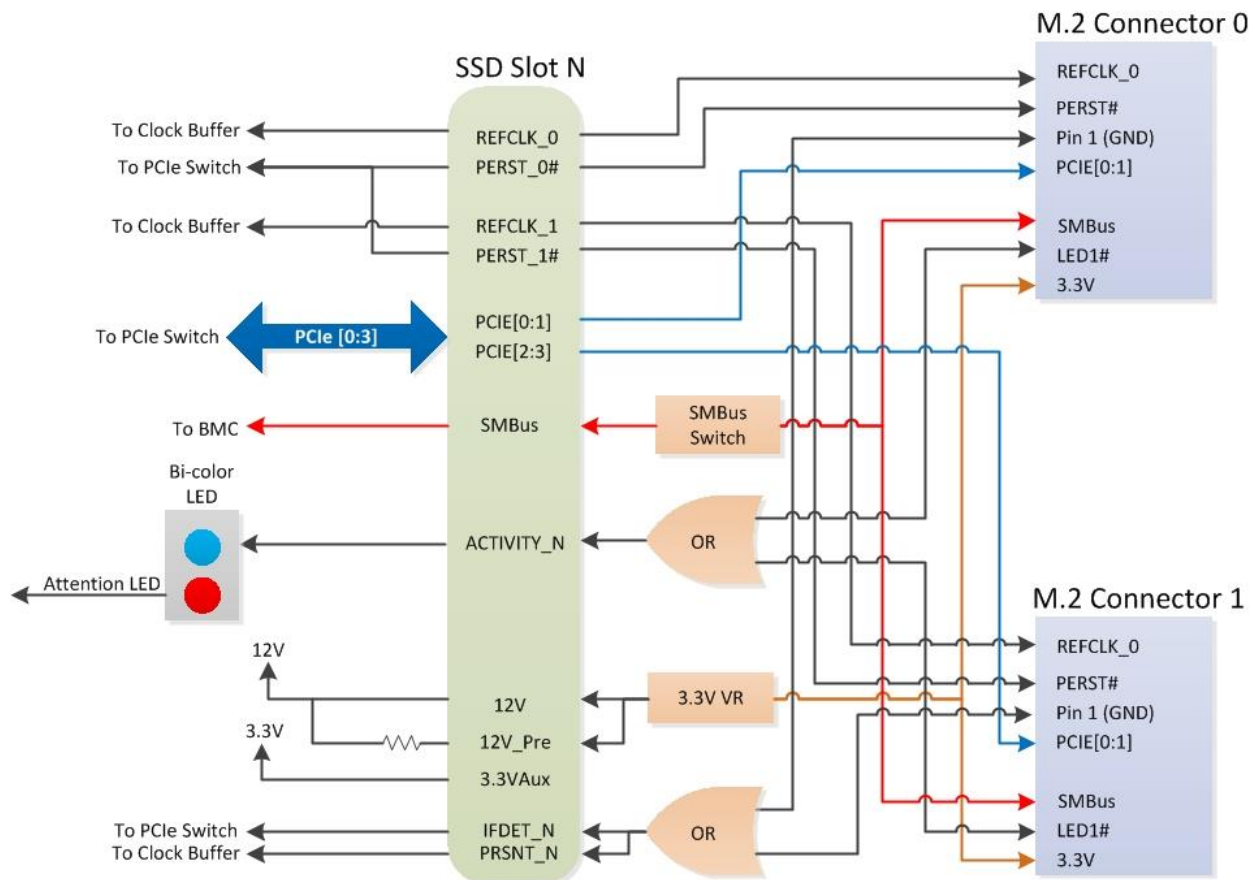 M.2 Connector 0
REFCLK_0
PERST#
Pin 1 (GND)
PCIE[0:1]
SMBus
LED1#
3.3V
SSD Slot N
REFCLK_0
PERST_0#
REFCLK_1
PERST_1#
PCIE[0:1]
PCIE[2:3]
SMBus
ACTIVITY_N
12V
12V_Pre
3.3VAux
IFDET_N
PRSNT_N
To Clock Buffer
To PCIe Switch
To Clock Buffer
To PCIe Switch
PCIe [0:3]
To BMC
Bi-color
LED
Attention LED
12V
3.3V
To PCIe Switch
To Clock Buffer
SMBus
Switch
OR
3.3V VR
OR
M.2 Connector 1
REFCLK_0
PERST#
Pin 1 (GND)
PCIE[0:1]
SMBus
LED1#
3.3V